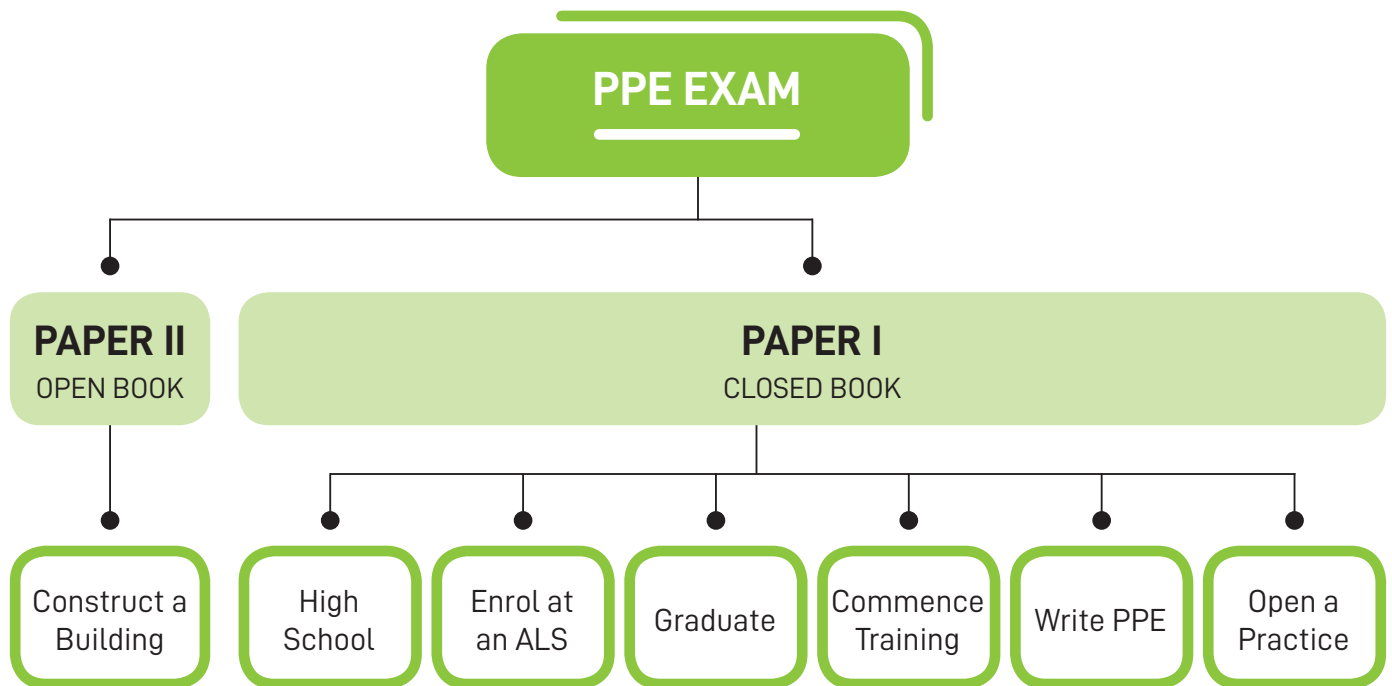 PPE EXAM
PAPER II
OPEN BOOK
PAPER I
CLOSED BOOK
Construct a
Building
High
School
Enrol at
an ALS
Graduate
Commence
Training
Write PPE
Open a
Practice